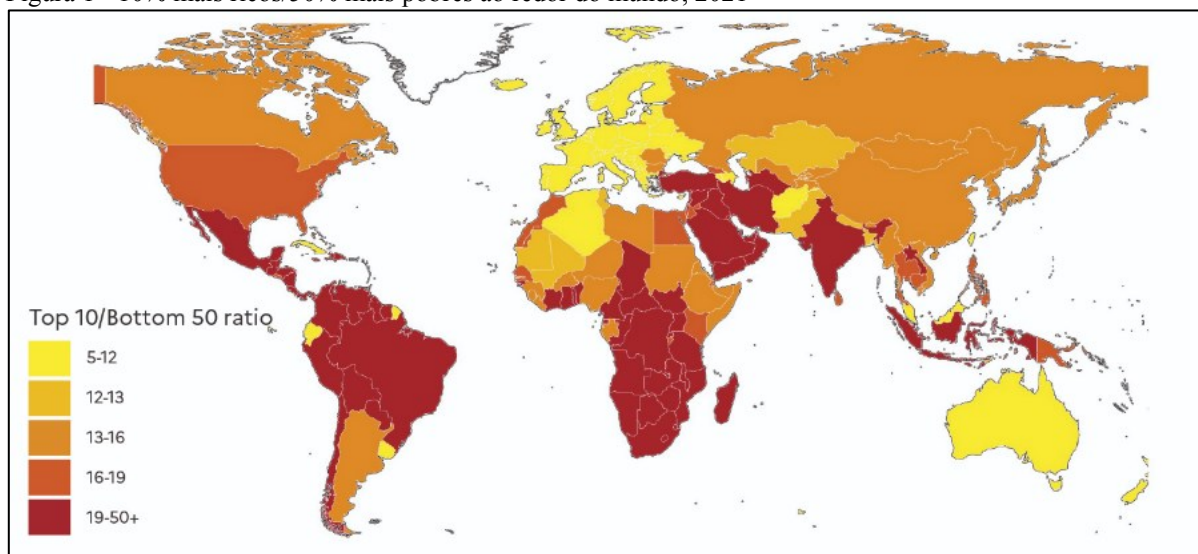 Figura 1 - 10% mais ricos/50% mais pobres ao redor do mundo, 2021
Top 10/Bottom 50 ratio
5-12
12-13
13-16
16-19
19-50+